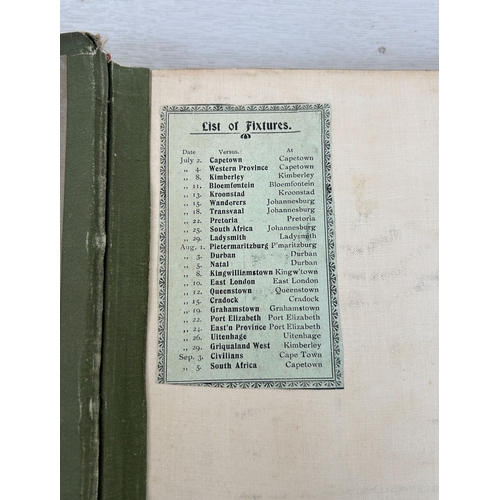 List of Fixtures.
Date Versus. At
July 2. Capetown Capetown
„ 4. Western Province Capetown
„ 8. Kimberley Kimberley
„ 11. Bloemfontein Bloemfontein
„ 13. Kroonstad Kroonstad
„ 15. Wanderers Johannesburg
„ 18. Transvaal Johannesburg
„ 22. Pretoria Pretoria
„ 25. South Africa Johannesburg
„ 29. Ladysmith Ladysmith
Aug. 1. Pietermaritzburg P'maritzburg
„ 3. Durban Durban
„ 5. Natal Durban
„ 8. Kingwilliamstown Kingw'town
„ 10. East London East London
„ 12. Queenstown Queenstown
„ 15. Cradock Cradock
„ 19. Grahamstown Grahamstown
„ 22. Port Elizabeth Port Elizabeth
„ 24. East'n Province Port Elizabeth
„ 26. Uitenhage Uitenhage
„ 29. Griqualand West Kimberley
Sep. 3. Civilians Cape Town
„ 5. South Africa Capetown